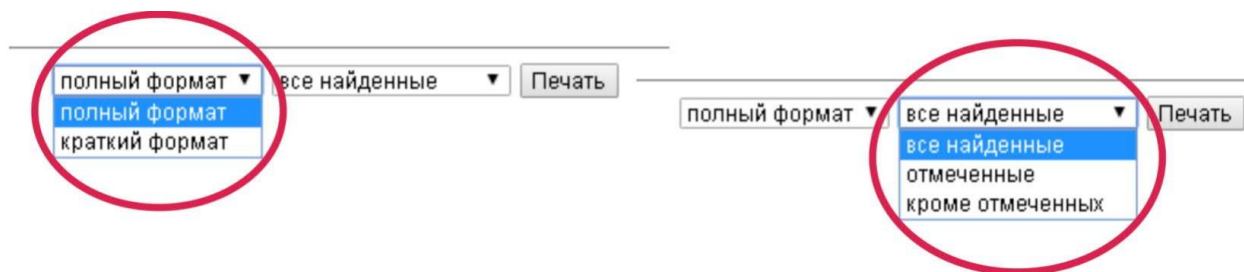 полный формат все найденные Печать
полный формат
краткий формат
полный формат все найденные Печать
все найденные
отмеченные
кроме отмеченных